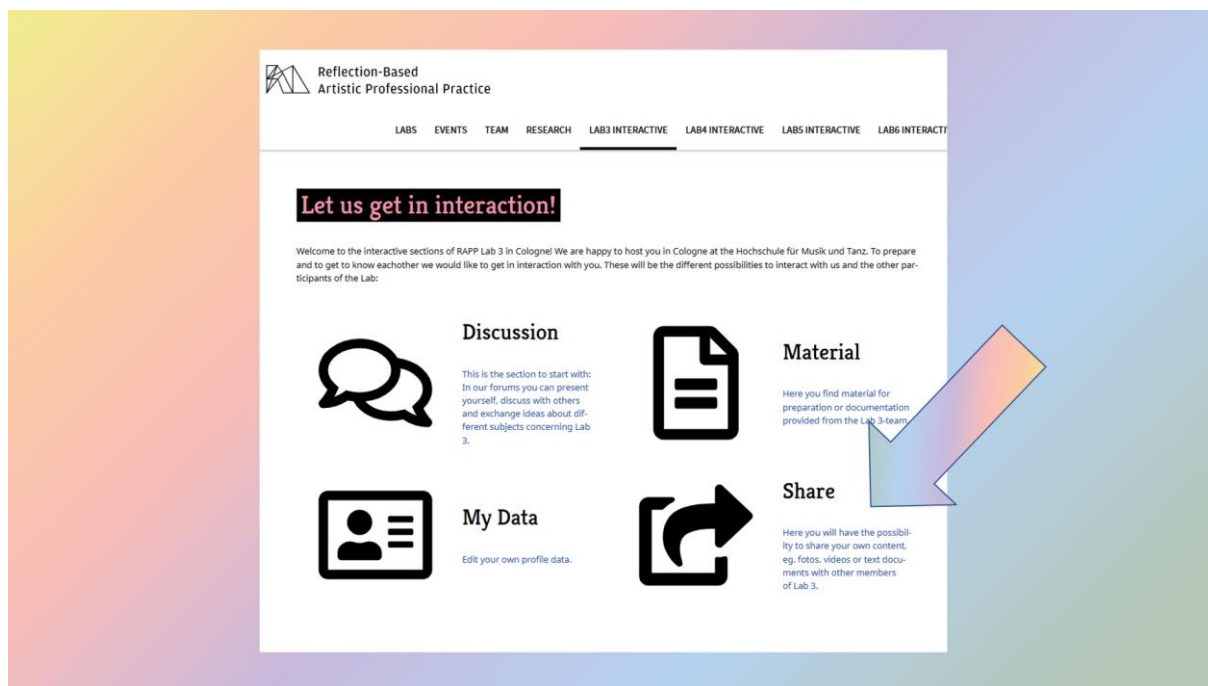 Reflection-Based
Artistic Professional Practice
LABS EVENTS TEAM RESEARCH LAB3 INTERACTIVE LAB4 INTERACTIVE LAB5 INTERACTIVE LAB6 INTERACTI
Let us get in interaction!
Welcome to the interactive sections of RAPP Lab 3 in Cologne! We are happy to host you in Cologne at the Hochschule für Musik und Tanz. To prepare
and to get to know eachother we would like to get in interaction with you. These will be the different possibilities to interact with us and the other par-
ticipants of the Lab:
Discussion
This is the section to start with:
In our forums you can present
yourself, discuss with others
and exchange ideas about dif-
ferent subjects concerning Lab
3.
Material
Here you find material for
preparation or documentation
provided from the Lab 3-team.
My Data
Edit your own profile data.
Share
Here you will have the possibil-
ity to share your own content,
eg. fotos, videos or text docu-
ments with other members
of Lab 3.